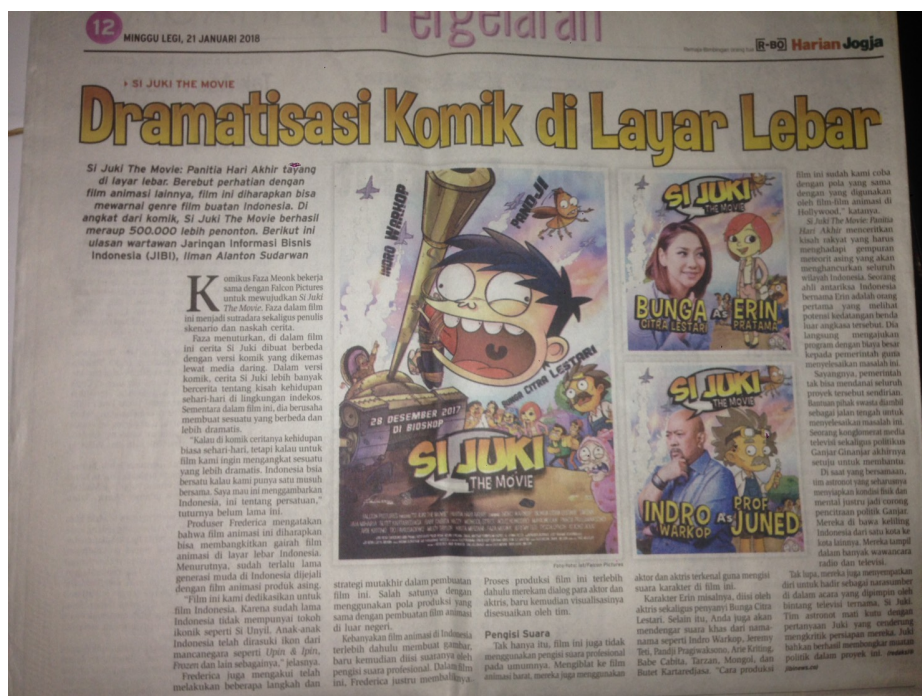 12
MINGGU LEGI, 21 JANUARI 2018
Pergelaran
R-BO Harian Jogja
SI JUKI THE MOVIE
Dramatisasi Komik di Layar Lebar
Si Juki The Movie: Panitia Hari Akhir tayang
di layar lebar. Berebut perhatian dengan
film animasi lainnya, film ini diharapkan bisa
mewarnai genre film buatan Indonesia. Di
angkat dari komik, Si Juki The Movie berhasil
meraup 500.000 lebih penonton. Berikut ini
ulasan wartawan Jaringan Informasi Bisnis
Indonesia (JIBI), Ilman Alanton Sudarwan
Komikus Faza Meonk bekerja
sama dengan Falcon Pictures
untuk mewujudkan Si Juki
The Movie. Faza dalam film
ini menjadi sutradara sekaligus penulis
skenario dan naskah cerita.
Faza menuturkan, di dalam film
ini cerita Si Juki dibuat berbeda
dengan versi komik yang dikemas
lewat media daring. Dalam versi
komik, cerita Si Juki lebih banyak
bercerita tentang kisah kehidupan
sehari-hari di lingkungan indekos.
Sementara dalam film ini, dia berusaha
membuat sesuatu yang berbeda dan
lebih dramatis.
"Kalau di komik ceritanya kehidupan
biasa sehari-hari, tetapi kalau untuk
film kami ingin mengangkat sesuatu
yang lebih dramatis. Indonesia bsia
bersatu kalau kami punya satu musuh
bersama. Saya mau ini menggambarkan
Indonesia, ini tentang persatuan,"
tuturnya belum lama ini.
Produser Frederica mengatakan
bahwa film animasi ini diharapkan
bisa membangkitkan gairah film
animasi di layar lebar Indonesia.
Menurutnya, sudah terlalu lama
generasi muda di Indonesia dijejali
dengan film animasi produk asing.
"Film ini kami dedikasikan untuk
film Indonesia. Karena sudah lama
Indonesia tidak mempunyai tokoh
ikonik seperti Si Unyil. Anak-anak
Indonesia telah dirasuki ikon dari
mancanegara seperti Upin & Ipin,
Frozen dan lain sebagainya," jelasnya.
Frederica juga mengakui telah
melakukan beberapa langkah dan
INDRO WARKOP
PANDJI
BUNGA CITRA LESTARI
28 DESEMBER 2017
DI BIOSKOP
SI JUKI
THE MOVIE
SI JUKI
THE MOVIE
BUNGA CITRA LESTARI AS ERIN PRATAMA
SI JUKI
THE MOVIE
INDRO WARKOP AS PROF JUNED
strategi mutakhir dalam pembuatan
film ini. Salah satunya dengan
menggunakan pola produksi yang
sama dengan pembuatan film animasi
di luar negeri.
Kebanyakan film animasi di Indonesia
terlebih dahulu membuat gambar,
baru kemudian diisi suaranya oleh
pengisi suara profesional. Dalam film
ini, Frederica justru membaliknya.
Proses produksi film ini terlebih
dahulu merekam dialog para aktor dan
aktris, baru kemudian visualisasinya
disesuaikan oleh tim.
Pengisi Suara
Tak hanya itu, film ini juga tidak
menggunakan pengisi suara profesional
pada umumnya. Mengiblat ke film
animasi barat, mereka juga menggunakan
aktor dan aktris terkenal guna mengisi
suara karakter di film ini.
Karakter Erin misalnya, diisi oleh
aktris sekaligus penyanyi Bunga Citra
Lestari. Selain itu, Anda juga akan
mendengar suara khas dari nama-
nama seperti Indro Warkop, Jeremy
Teti, Pandji Pragiwaksono, Arie Kriting,
Babe Cabita, Tarzan, Mongol, dan
Butet Kartaredjasa. "Cara produksi
film ini sudah kami coba
dengan pola yang sama
dengan yang digunakan
oleh film-film animasi di
Hollywood," katanya.
Si Juki The Movie: Panitia
Hari Akhir menceritkan
kisah rakyat yang harus
menghadapi gempuran
meteorit asing yang akan
menghancurkan seluruh
wilayah Indonesia. Seorang
ahli antariksa Indonesia
bernama Erin adalah orang
pertama yang melihat
potensi kedatangan benda
luar angkasa tersebut. Dia
langsung mengajukan
program dengan biaya besar
kepada pemerintah guna
menyelesaikan masalah ini.
Sayangnya, pemerintah
tak bisa mendanai seluruh
proyek tersebut sendirian.
Bantuan pihak swasta diambil
sebagai jalan tengah untuk
menyelesaikan masalah ini.
Seorang konglomerat media
televisi sekaligus politikus
Ganjar Ginanjar akhirnya
setuju untuk membantu.
Di saat yang bersamaan,
tim astronot yang seharusnya
menyiapkan kondisi fisik dan
mental justru jadi corong
pencitraan politik Ganjar.
Mereka di bawa keliling
Indonesia dari satu kota ke
kota lainnya. Mereka tampil
dalam banyak wawancara
radio dan televisi.
Tak lupa, mereka juga menyempatkan
diri untuk hadir sebagai narasumber
di dalam acara yang dipimpin oleh
bintang televisi ternama, Si Juki.
Tim astronot mati kutu dengan
pertanyaan Juki yang cenderung
mengkritik persiapan mereka. Juki
bahkan berhasil membongkar muatan
politik dalam proyek ini.